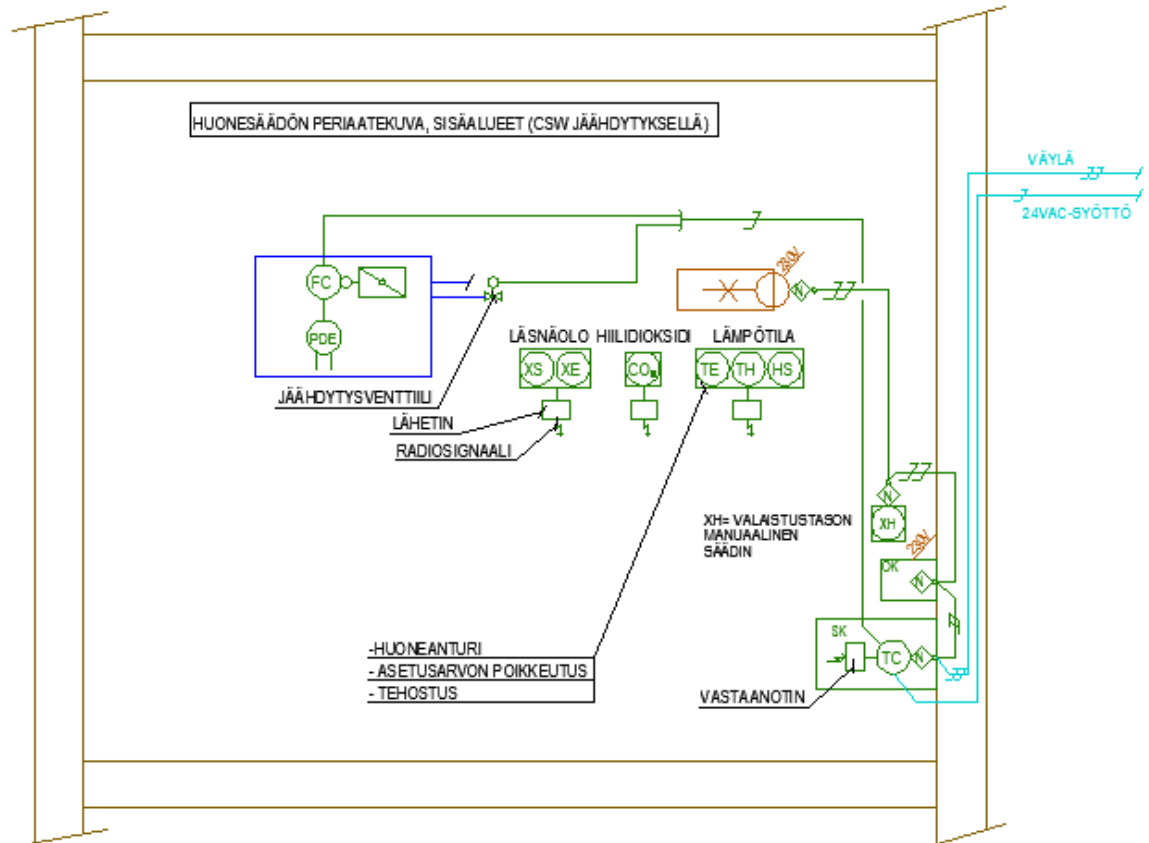 HUONESÄÄDÖN PERIAATEKUVA, SISÄALUEET (CSW JÄÄHDYTYKSELLÄ)
VÄYLÄ
24VAC-SYÖTTÖ
230V
FC
N
PDE
LÄSNÄOLO HIILIDIOKSIDI LÄMPÖTILA
XS XE CO2 TE TH HS
JÄÄHDYTYSVENTTIILI
LÄHETIN
RADIOSIGNAALI
N
XH= VALAISTUSTASON
MANUAALINEN
SÄÄDIN
XH
230V
OK
N
SK
TC N
-HUONEANTURI
- ASETUSARVON POIKKEUTUS
- TEHOSTUS
VASTAANOTIN